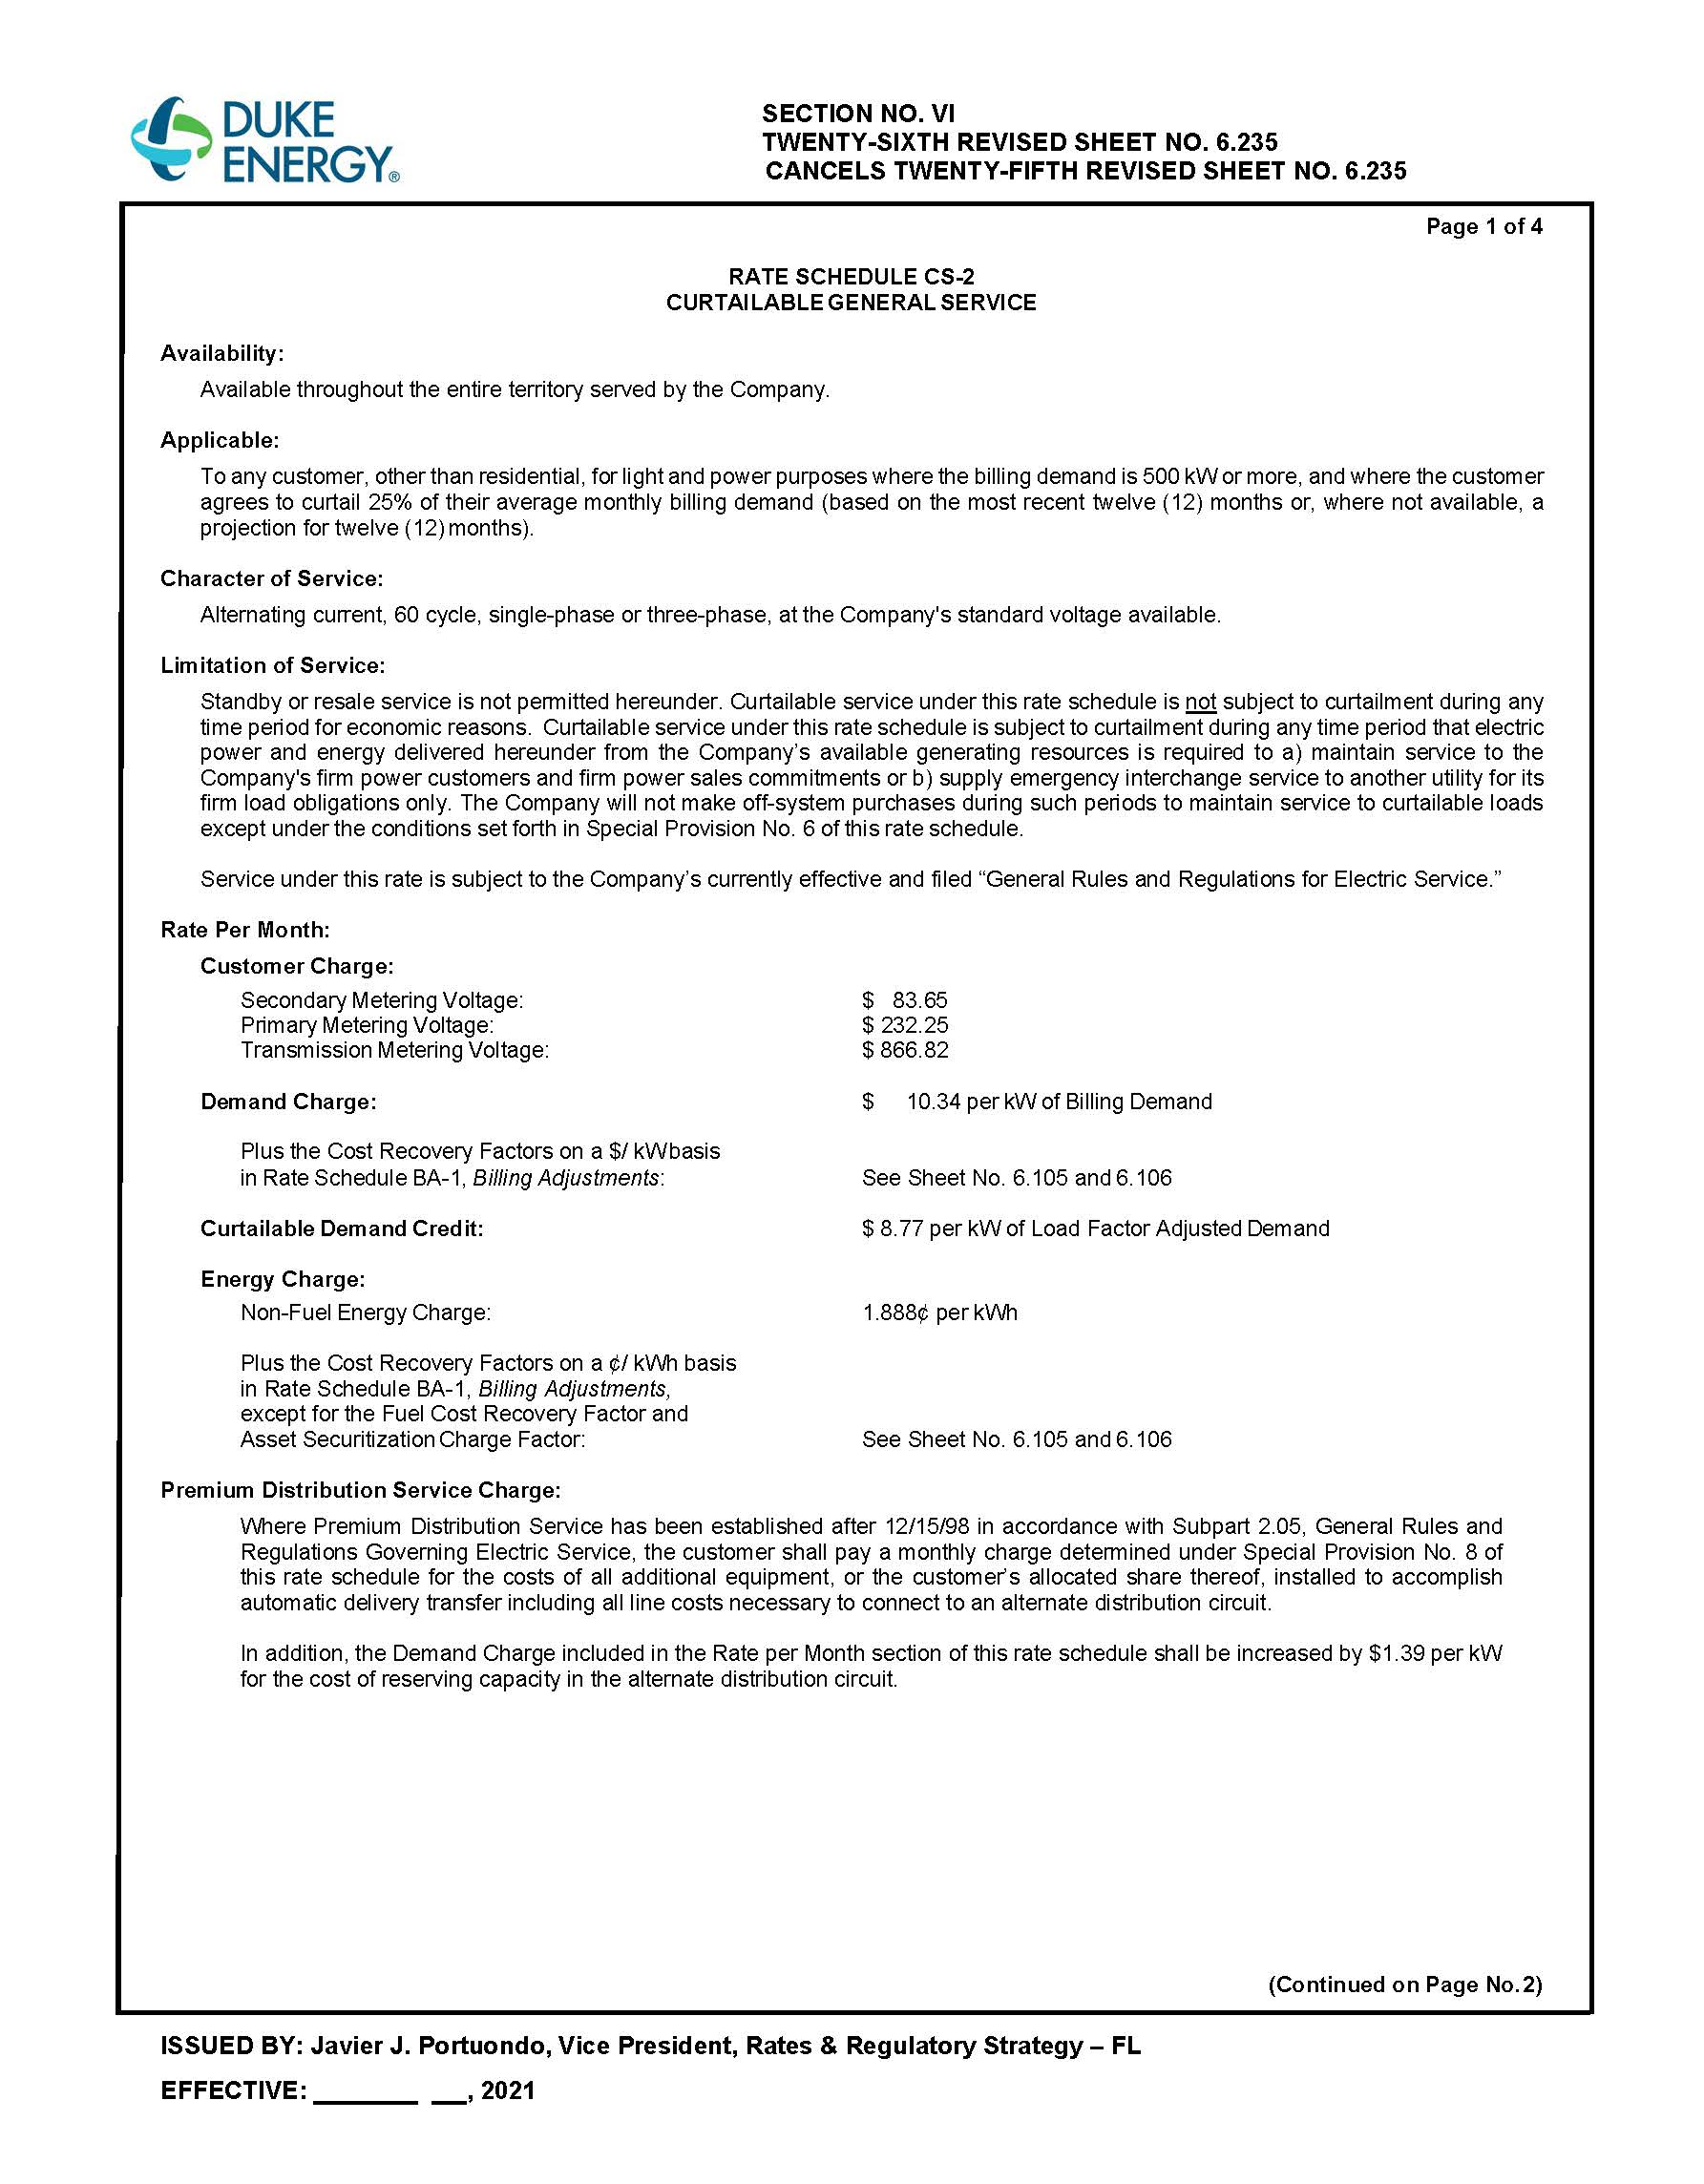 DUKE
ENERGY®
SECTION NO. VI
TWENTY-SIXTH REVISED SHEET NO. 6.235
CANCELS TWENTY-FIFTH REVISED SHEET NO. 6.235
Page 1 of 4
RATE SCHEDULE CS-2
CURTAILABLE GENERAL SERVICE
Availability:
Available throughout the entire territory served by the Company.
Applicable:
To any customer, other than residential, for light and power purposes where the billing demand is 500 kW or more, and where the customer
agrees to curtail 25% of their average monthly billing demand (based on the most recent twelve (12) months or, where not available, a
projection for twelve (12) months).
Character of Service:
Alternating current, 60 cycle, single-phase or three-phase, at the Company's standard voltage available.
Limitation of Service:
Standby or resale service is not permitted hereunder. Curtailable service under this rate schedule is not subject to curtailment during any
time period for economic reasons. Curtailable service under this rate schedule is subject to curtailment during any time period that electric
power and energy delivered hereunder from the Company’s available generating resources is required to a) maintain service to the
Company's firm power customers and firm power sales commitments or b) supply emergency interchange service to another utility for its
firm load obligations only. The Company will not make off-system purchases during such periods to maintain service to curtailable loads
except under the conditions set forth in Special Provision No. 6 of this rate schedule.
Service under this rate is subject to the Company’s currently effective and filed “General Rules and Regulations for Electric Service.”
Rate Per Month:
Customer Charge:
Secondary Metering Voltage: $ 83.65
Primary Metering Voltage: $ 232.25
Transmission Metering Voltage: $ 866.82
Demand Charge: $ 10.34 per kW of Billing Demand
Plus the Cost Recovery Factors on a $/ kW basis
in Rate Schedule BA-1, Billing Adjustments: See Sheet No. 6.105 and 6.106
Curtailable Demand Credit: $ 8.77 per kW of Load Factor Adjusted Demand
Energy Charge:
Non-Fuel Energy Charge: 1.888¢ per kWh
Plus the Cost Recovery Factors on a ¢/ kWh basis
in Rate Schedule BA-1, Billing Adjustments,
except for the Fuel Cost Recovery Factor and
Asset Securitization Charge Factor: See Sheet No. 6.105 and 6.106
Premium Distribution Service Charge:
Where Premium Distribution Service has been established after 12/15/98 in accordance with Subpart 2.05, General Rules and
Regulations Governing Electric Service, the customer shall pay a monthly charge determined under Special Provision No. 8 of
this rate schedule for the costs of all additional equipment, or the customer’s allocated share thereof, installed to accomplish
automatic delivery transfer including all line costs necessary to connect to an alternate distribution circuit.
In addition, the Demand Charge included in the Rate per Month section of this rate schedule shall be increased by $1.39 per kW
for the cost of reserving capacity in the alternate distribution circuit.
(Continued on Page No. 2)
ISSUED BY: Javier J. Portuondo, Vice President, Rates & Regulatory Strategy – FL
EFFECTIVE: ________ ___, 2021